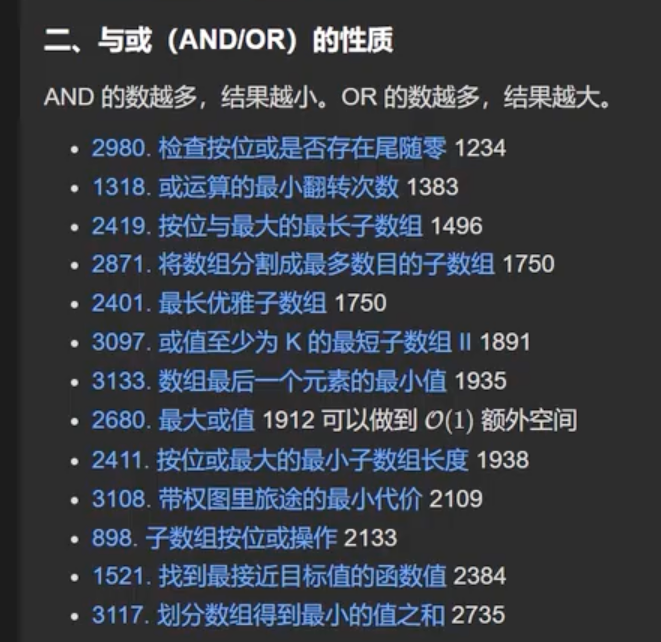 二、与或（AND/OR）的性质
AND 的数越多，结果越小。OR 的数越多，结果越大。
• 2980. 检查按位或是否存在尾随零 1234
• 1318. 或运算的最小翻转次数 1383
• 2419. 按位与最大的最长子数组 1496
• 2871. 将数组分割成最多数目的子数组 1750
• 2401. 最长优雅子数组 1750
• 3097. 或值至少为 K 的最短子数组 II 1891
• 3133. 数组最后一个元素的最小值 1935
• 2680. 最大或值 1912 可以做到 O(1) 额外空间
• 2411. 按位或最大的最小子数组长度 1938
• 3108. 带权图里旅途的最小代价 2109
• 898. 子数组按位或操作 2133
• 1521. 找到最接近目标值的函数值 2384
• 3117. 划分数组得到最小的值之和 2735